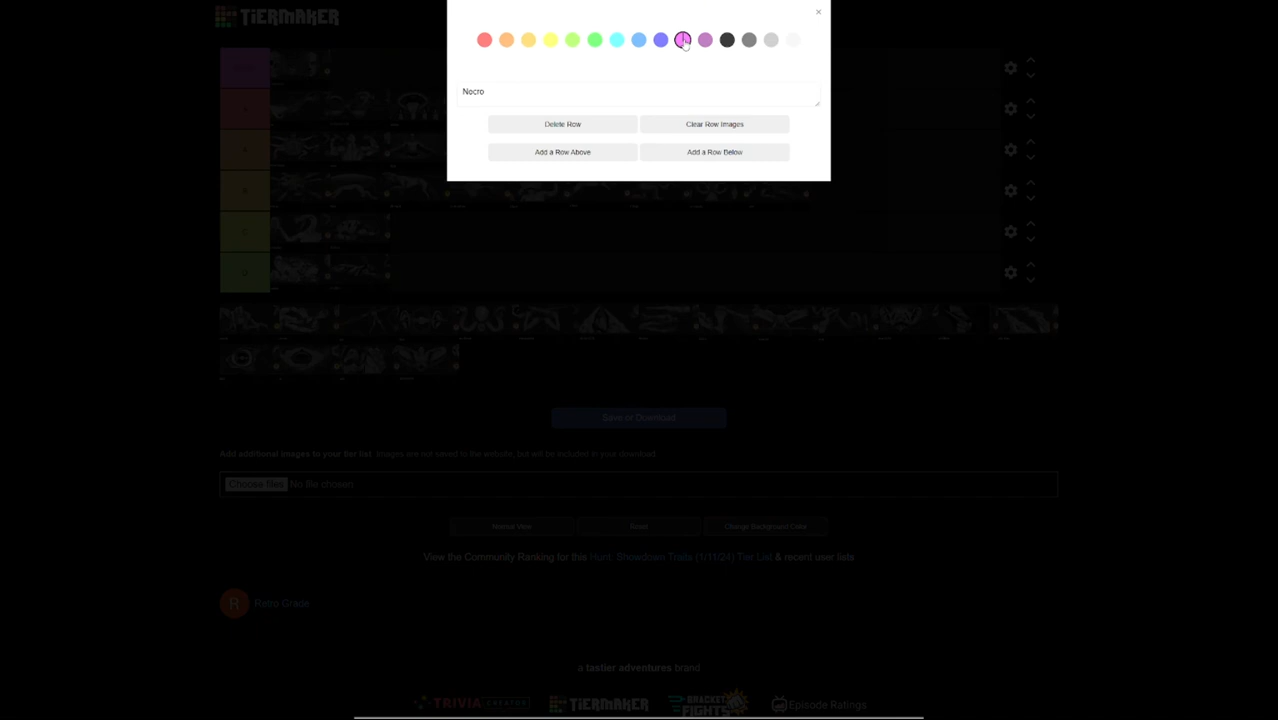 TiERMAKER
×
Necro
Delete Row
Clear Row Images
Add a Row Above
Add a Row Below
S
A
B
C
D
Save or Download
Add additional images to your tier list. Images are not saved to the website, but will be included in your download.
Choose files No file chosen
Normal View
Reset
Change Background Color
View the Community Ranking for this Hunt: Showdown Traits (1/11/24) Tier List & recent user lists
R
Retro Grade
a tastier adventures brand
TRIVIA CREATOR
TiERMAKER
BRACKET FIGHTS
Episode Ratings